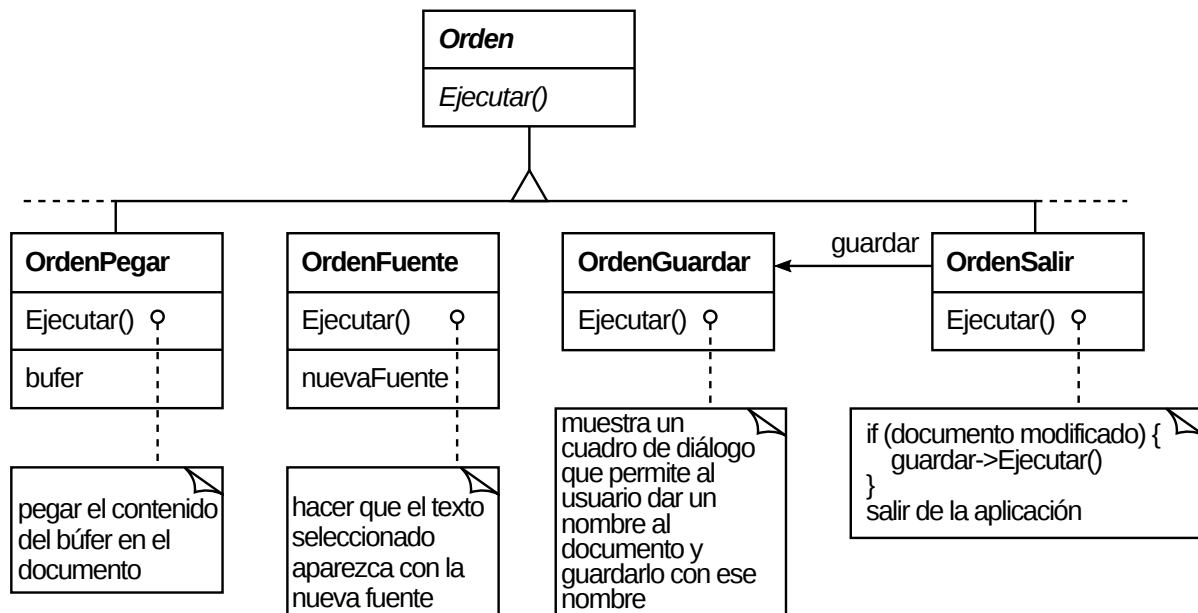 Orden
Ejecutar()
guardar
OrdenPegar
Ejecutar()
bufer
OrdenFuente
Ejecutar()
nuevaFuente
OrdenGuardar
Ejecutar()
OrdenSalir
Ejecutar()
pegar el contenido
del búfer en el
documento
hacer que el texto
seleccionado
aparezca con la
nueva fuente
muestra un
cuadro de diálogo
que permite al
usuario dar un
nombre al
documento y
guardarlo con ese
nombre
if (documento modificado) {
guardar->Ejecutar()
}
salir de la aplicación